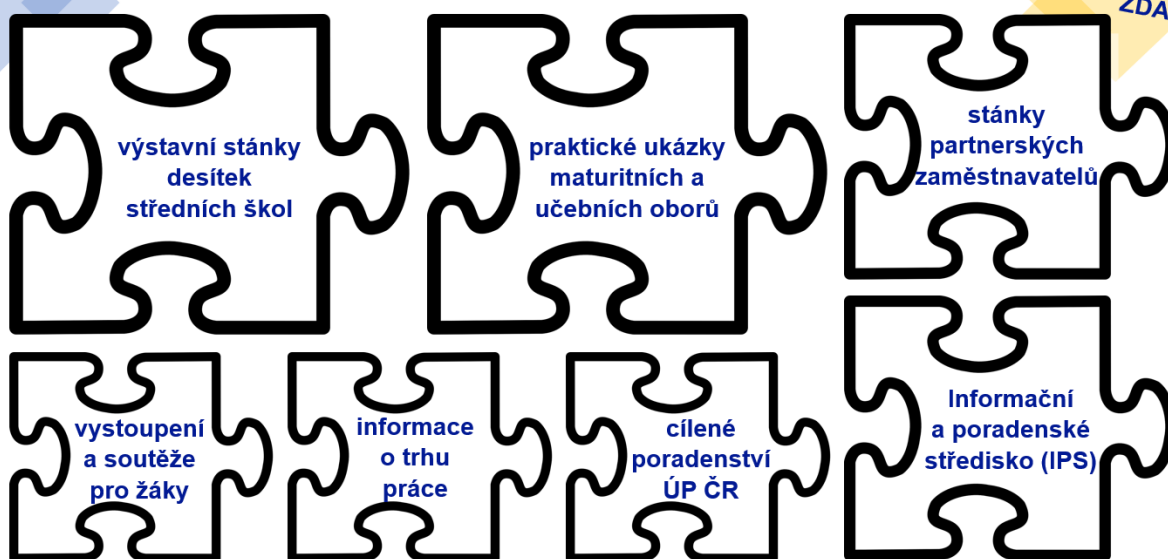 ZDA
výstavní stánky
desítek
středních škol
praktické ukázky
maturitních a
učebních oborů
stánky
partnerských
zaměstnavatelů
vystoupení
a soutěže
pro žáky
informace
o trhu
práce
cílené
poradenství
ÚP ČR
Informační
a poradenské
středisko (IPS)